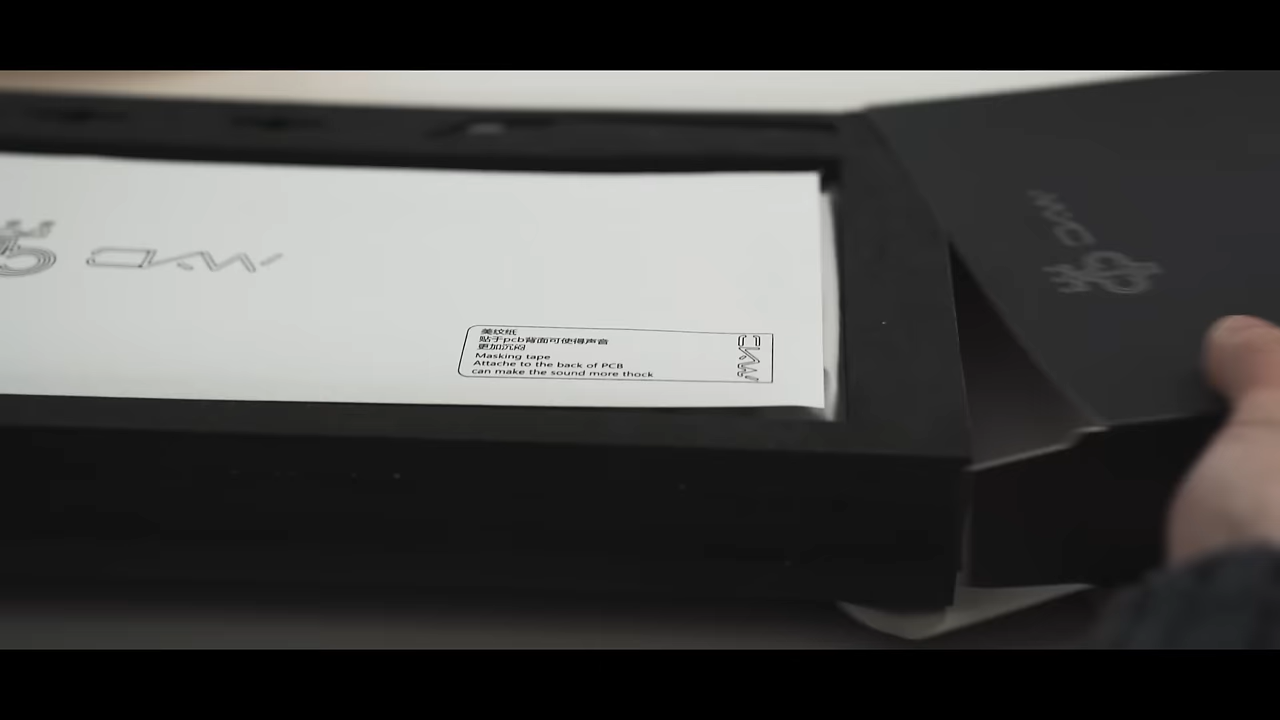 美纹纸
贴于pcb背面可使得声音
更加沉闷
Masking tape
Attache to the back of PCB
can make the sound more thock